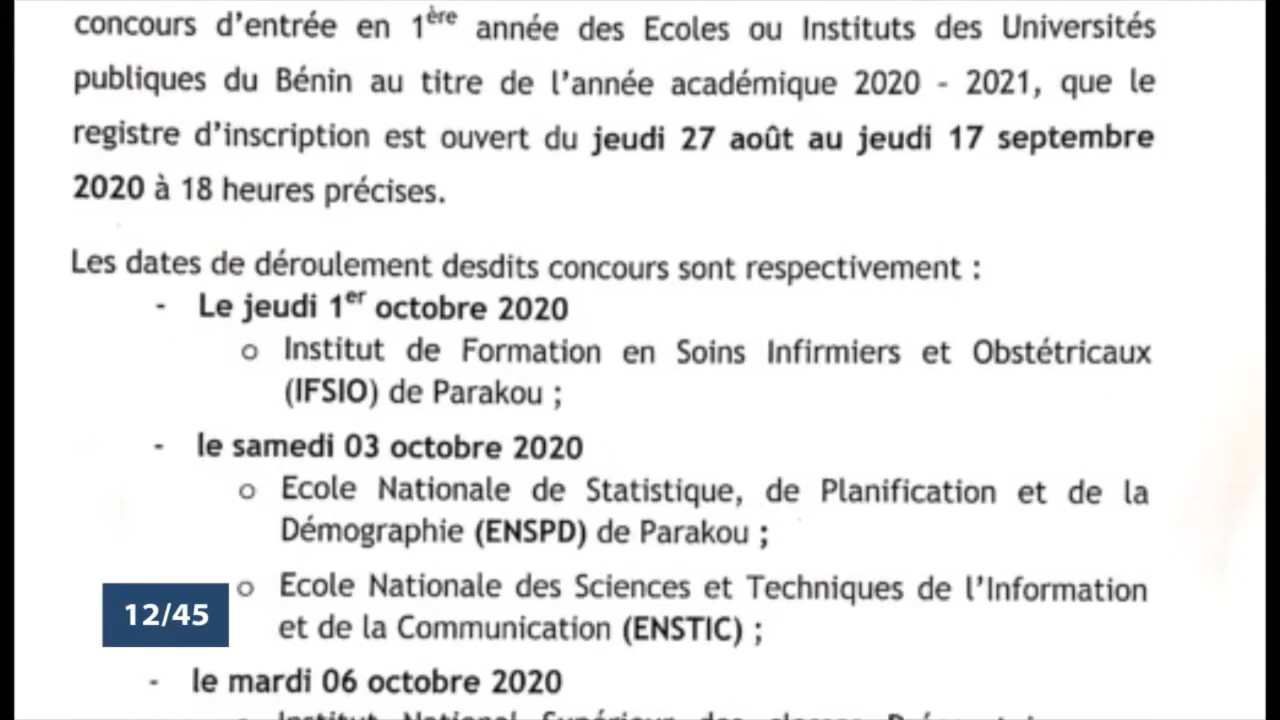 concours d'entrée en 1ère année des Ecoles ou Instituts des Universités
publiques du Bénin au titre de l'année académique 2020 - 2021, que le
registre d'inscription est ouvert du jeudi 27 août au jeudi 17 septembre
2020 à 18 heures précises.
Les dates de déroulement desdits concours sont respectivement :
- Le jeudi 1er octobre 2020
o Institut de Formation en Soins Infirmiers et Obstétricaux
(IFSIO) de Parakou ;
- le samedi 03 octobre 2020
o Ecole Nationale de Statistique, de Planification et de la
Démographie (ENSPD) de Parakou ;
o Ecole Nationale des Sciences et Techniques de l'Information
et de la Communication (ENSTIC) ;
12/45
- le mardi 06 octobre 2020
Institut National Supérieur des classes